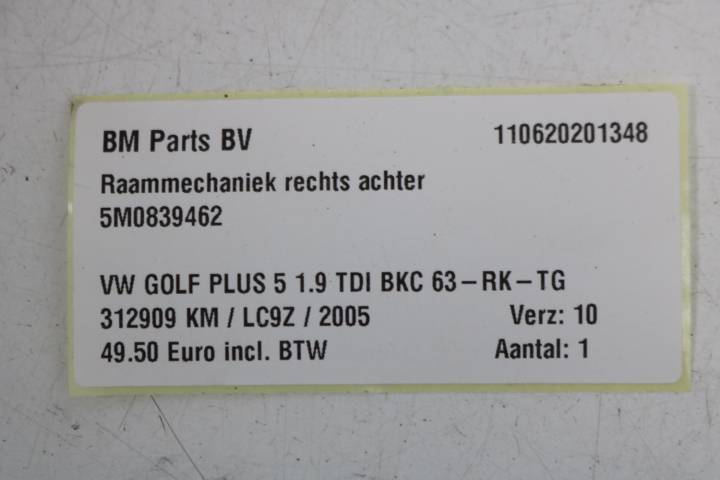 BM Parts BV 110620201348
Raammechaniek rechts achter
5M0839462
VW GOLF PLUS 5 1.9 TDI BKC 63-RK-TG
312909 KM / LC9Z / 2005 Verz: 10
49.50 Euro incl. BTW Aantal: 1